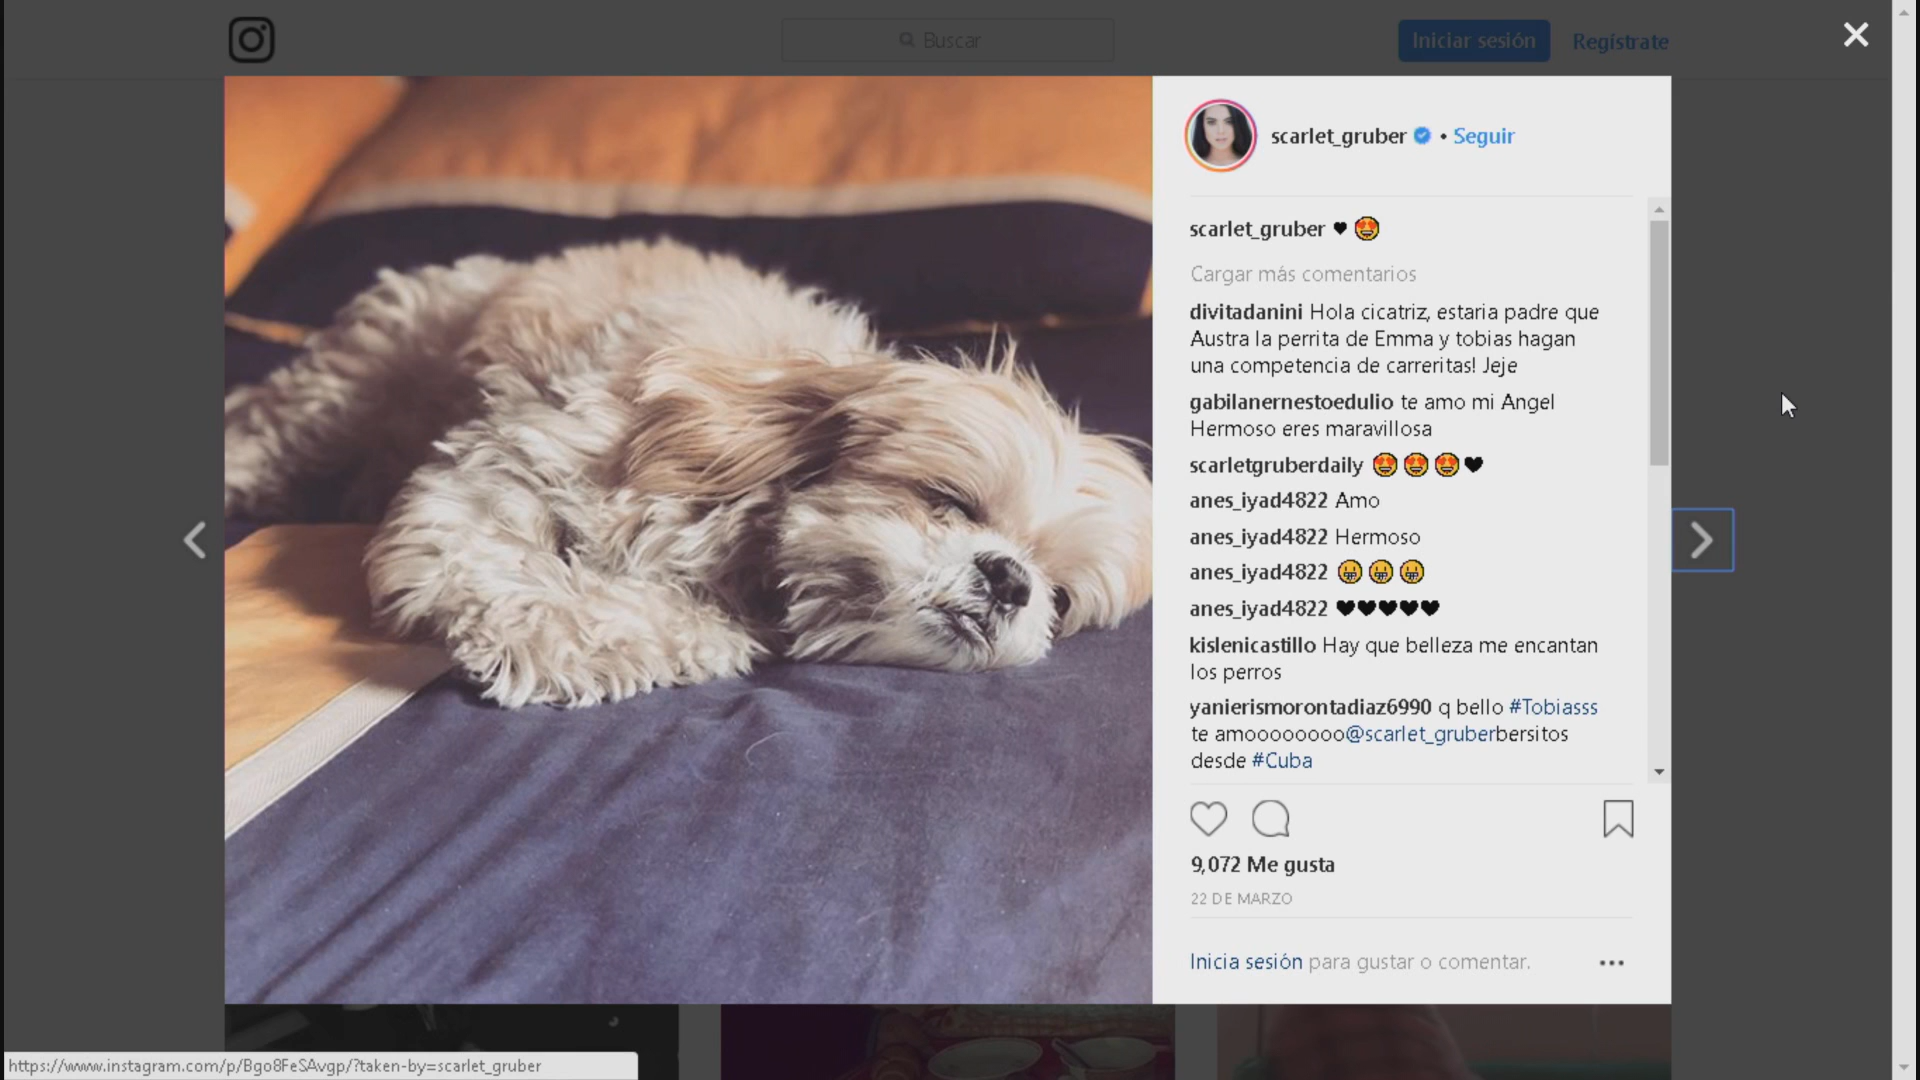 Buscar
Iniciar sesión
Regístrate
scarlet_gruber • Seguir
scarlet_gruber ♥ 😍
Cargar más comentarios
divitadanini Hola cicatriz, estaria padre que
Austra la perrita de Emma y tobias hagan
una competencia de carreritas! Jeje
gabilanernestoedulio te amo mi Angel
Hermoso eres maravillosa
scarletgruberdaily 😍😍😍♥
anes_iyad4822 Amo
anes_iyad4822 Hermoso
anes_iyad4822 😁😁😁
anes_iyad4822 ♥♥♥♥♥
kislenicastillo Hay que belleza me encantan
los perros
yanierismorontadiaz6990 q bello #Tobiasss
te amoooooooo@scarlet_gruberbersitos
desde #Cuba
9,072 Me gusta
22 DE MARZO
Inicia sesión para gustar o comentar.
https://www.instagram.com/p/Bgo8FeSAvgp/?taken-by=scarlet_gruber